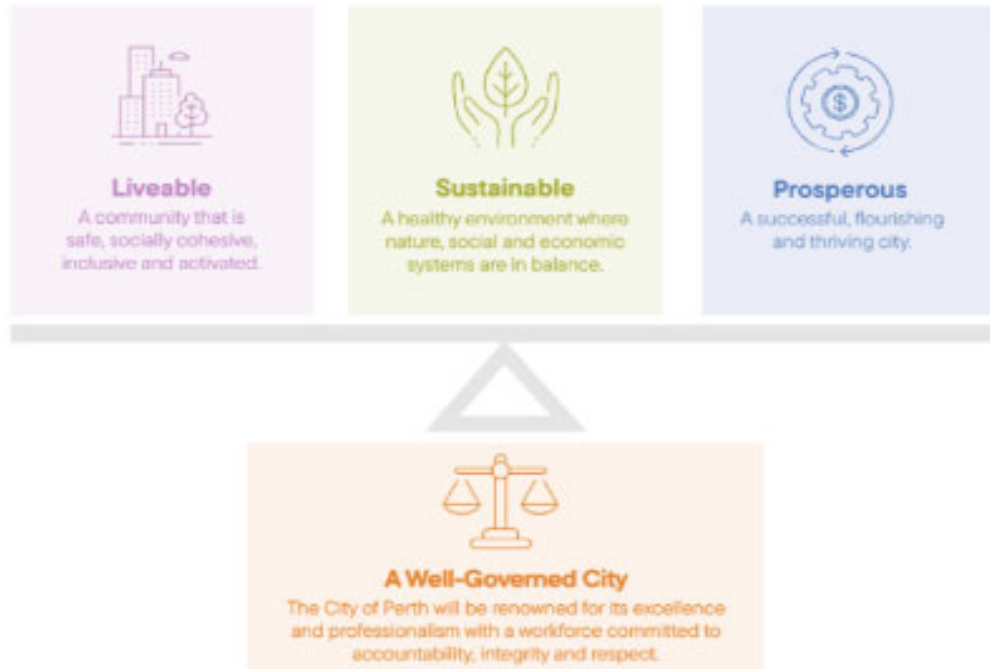 Liveable
A community that is
safe, socially cohesive,
inclusive and activated.
Sustainable
A healthy environment where
nature, social and economic
systems are in balance.
$
Prosperous
A successful, flourishing
and thriving city.
A Well-Governed City
The City of Perth will be renowned for its excellence
and professionalism with a workforce committed to
accountability, integrity and respect.